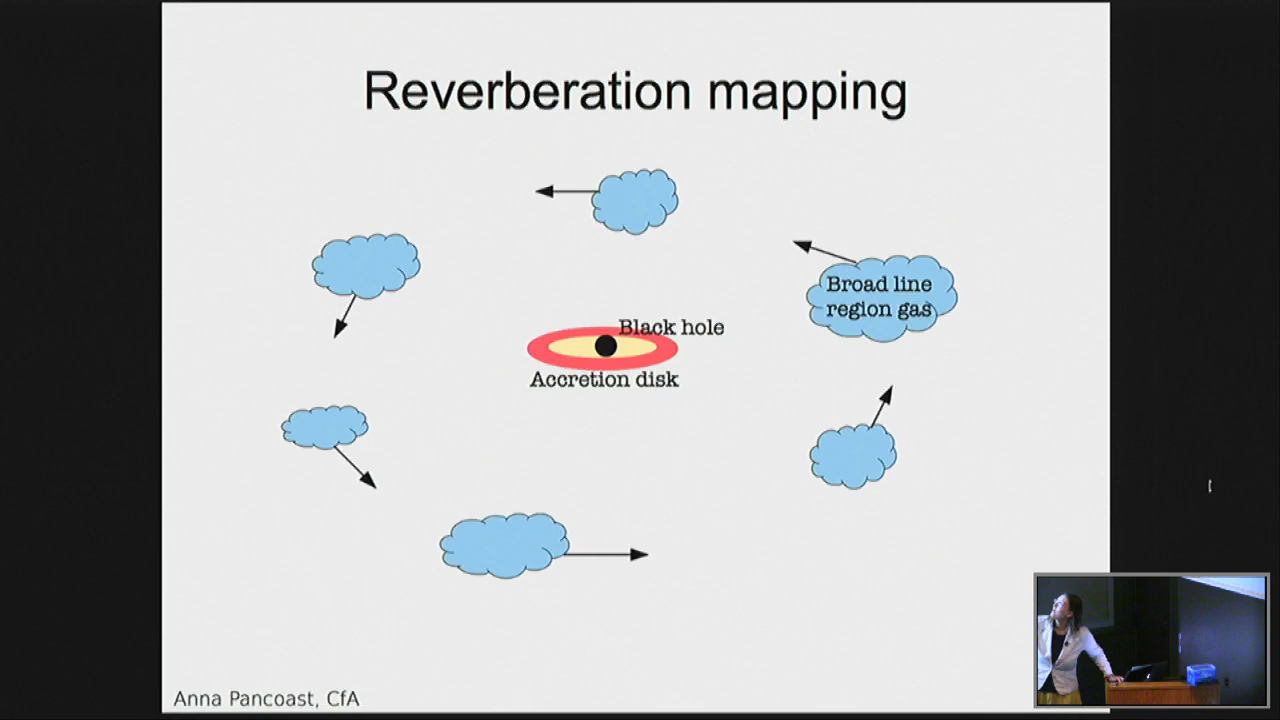 Reverberation mapping
Broad line
region gas
Black hole
Accretion disk
Anna Pancoast, CfA